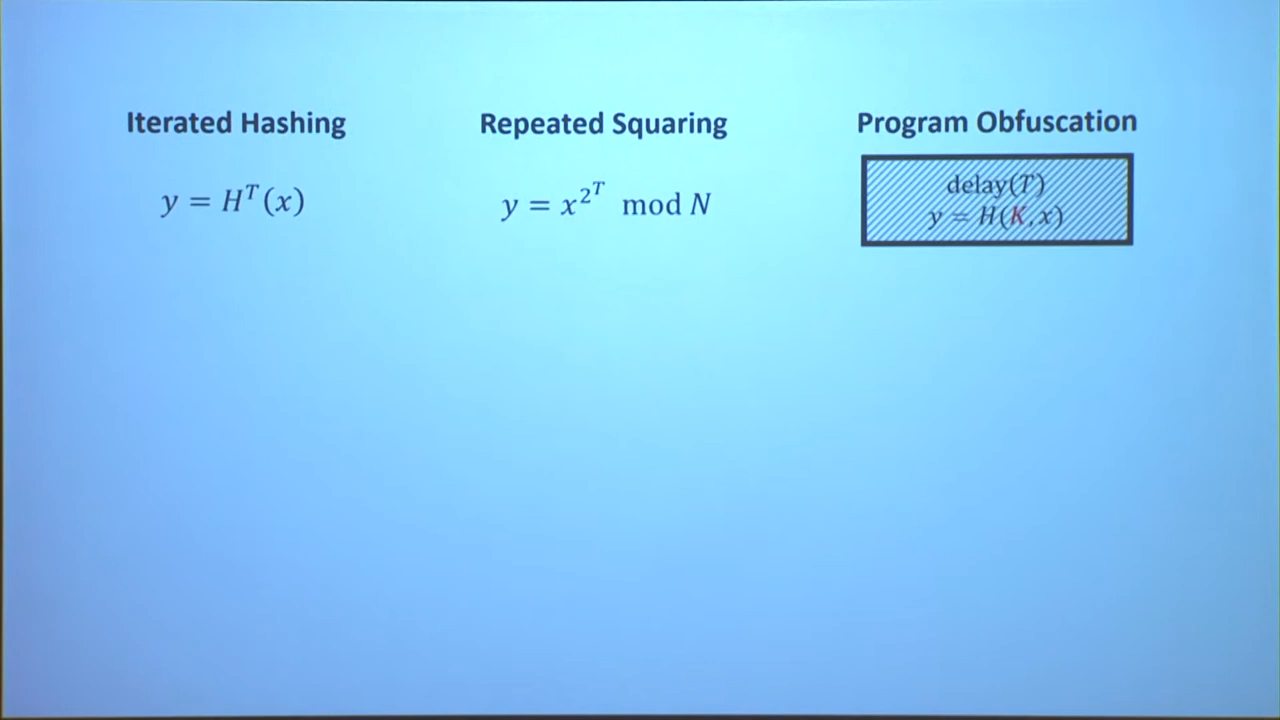 Iterated Hashing
y = H^T(x)
Repeated Squaring
y = x^{2^T} mod N
Program Obfuscation
delay(T)
y = H(K, x)